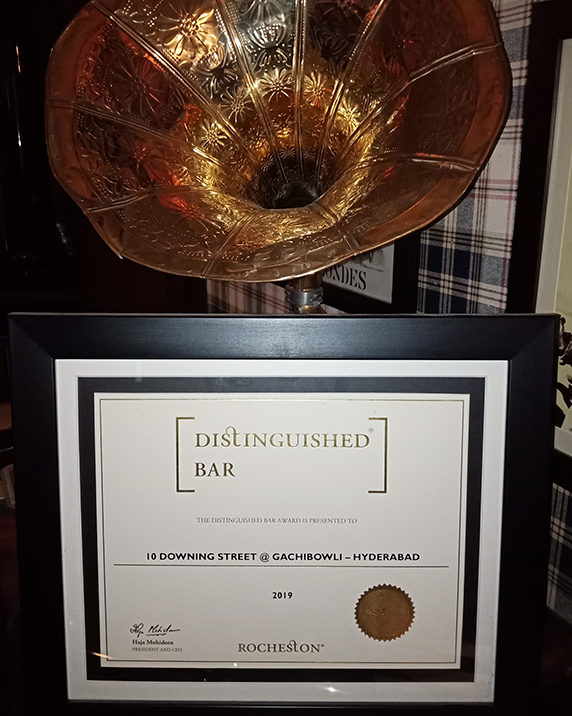 DISTINGUISHED®
BAR
THE DISTINGUISHED BAR AWARD IS PRESENTED TO
10 DOWNING STREET @ GACHIBOWLI – HYDERABAD
2019
Haja Mohideen
PRESIDENT AND CEO
ROCHESTON®